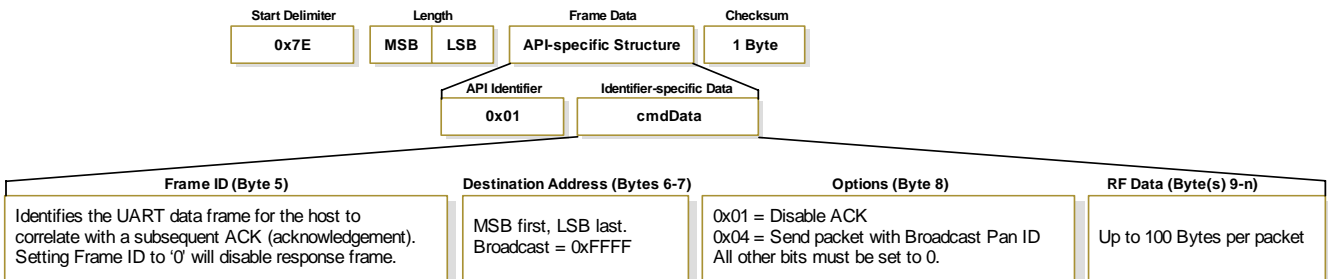 Start Delimiter
Length
Frame Data
Checksum
0x7E
MSB
LSB
API-specific Structure
1 Byte
API Identifier
Identifier-specific Data
0x01
cmdData
Frame ID (Byte 5)
Destination Address (Bytes 6-7)
Options (Byte 8)
RF Data (Byte(s) 9-n)
Identifies the UART data frame for the host to
correlate with a subsequent ACK (acknowledgement).
Setting Frame ID to ‘0’ will disable response frame.
MSB first, LSB last.
Broadcast = 0xFFFF
0x01 = Disable ACK
0x04 = Send packet with Broadcast Pan ID
All other bits must be set to 0.
Up to 100 Bytes per packet